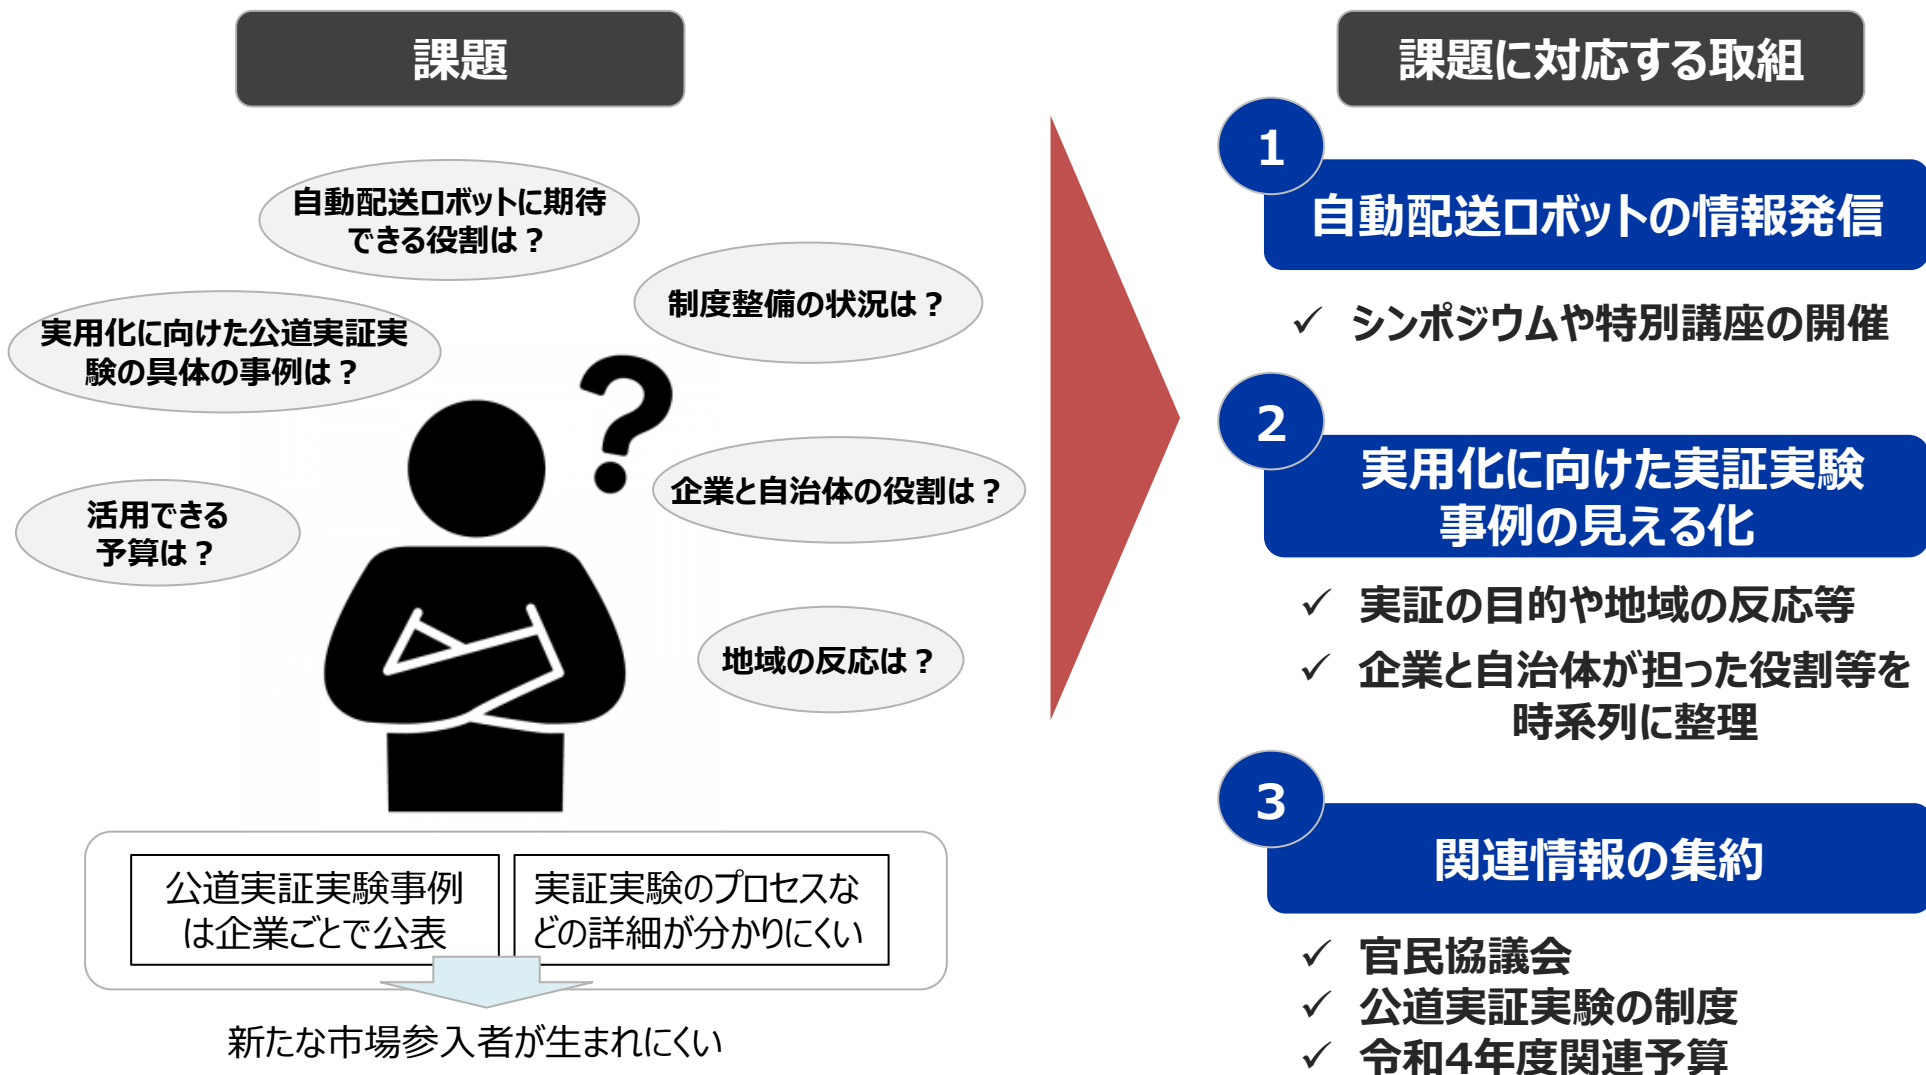 課題
自動配送ロボットに期待
できる役割は？
制度整備の状況は？
実用化に向けた公道実証実
験の具体の事例は？
企業と自治体の役割は？
活用できる
予算は？
地域の反応は？
公道実証実験事例
は企業ごとで公表
実証実験のプロセスな
どの詳細が分かりにくい
新たな市場参入者が生まれにくい
課題に対応する取組
1
自動配送ロボットの情報発信
✓ シンポジウムや特別講座の開催
2
実用化に向けた実証実験
事例の見える化
✓ 実証の目的や地域の反応等
✓ 企業と自治体が担った役割等を
時系列に整理
3
関連情報の集約
✓ 官民協議会
✓ 公道実証実験の制度
✓ 令和4年度関連予算